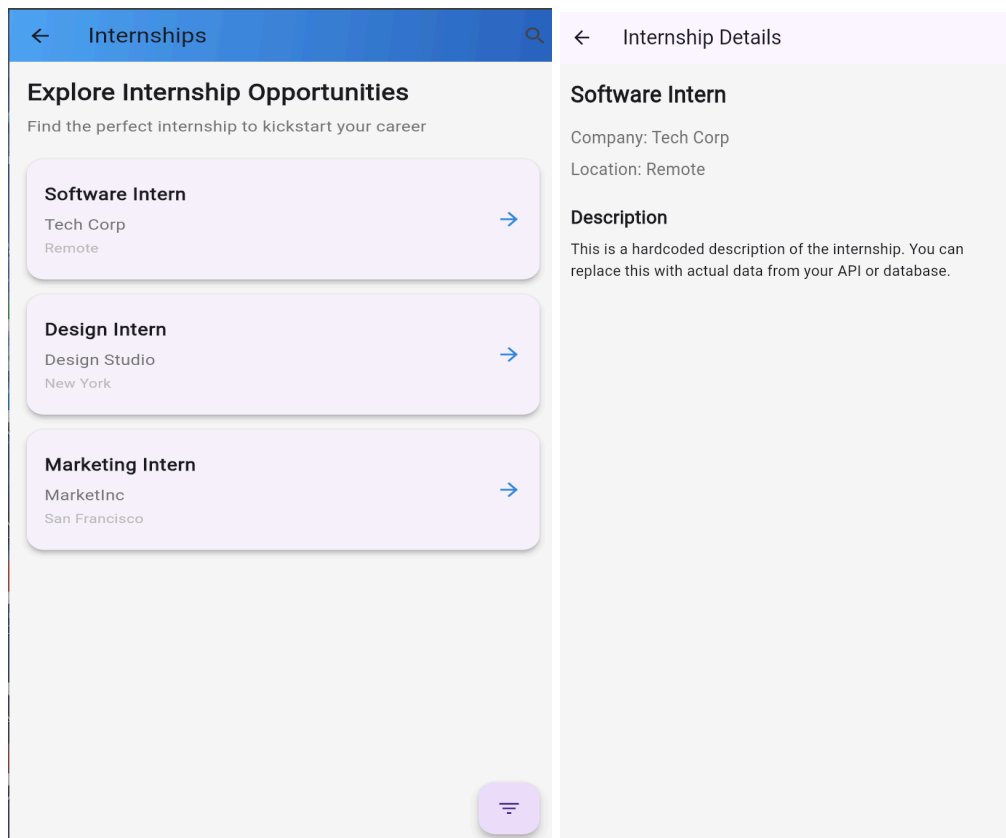 Internships
Explore Internship Opportunities
Find the perfect internship to kickstart your career
Software Intern
Tech Corp
Remote
Design Intern
Design Studio
New York
Marketing Intern
MarketInc
San Francisco
Internship Details
Software Intern
Company: Tech Corp
Location: Remote
Description
This is a hardcoded description of the internship. You can
replace this with actual data from your API or database.